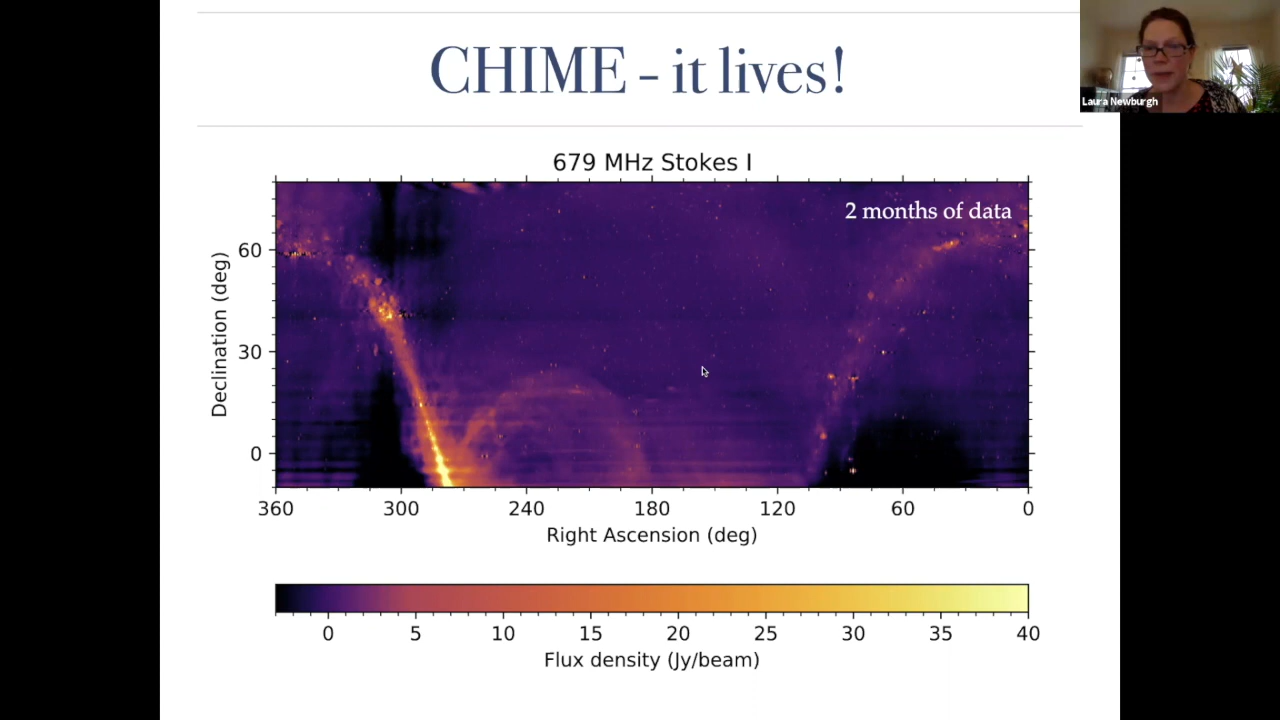 CHIME – it lives!
Laura Newburgh
679 MHz Stokes I
2 months of data
60
30
0
Declination (deg)
360 300 240 180 120 60 0
Right Ascension (deg)
0 5 10 15 20 25 30 35 40
Flux density (Jy/beam)